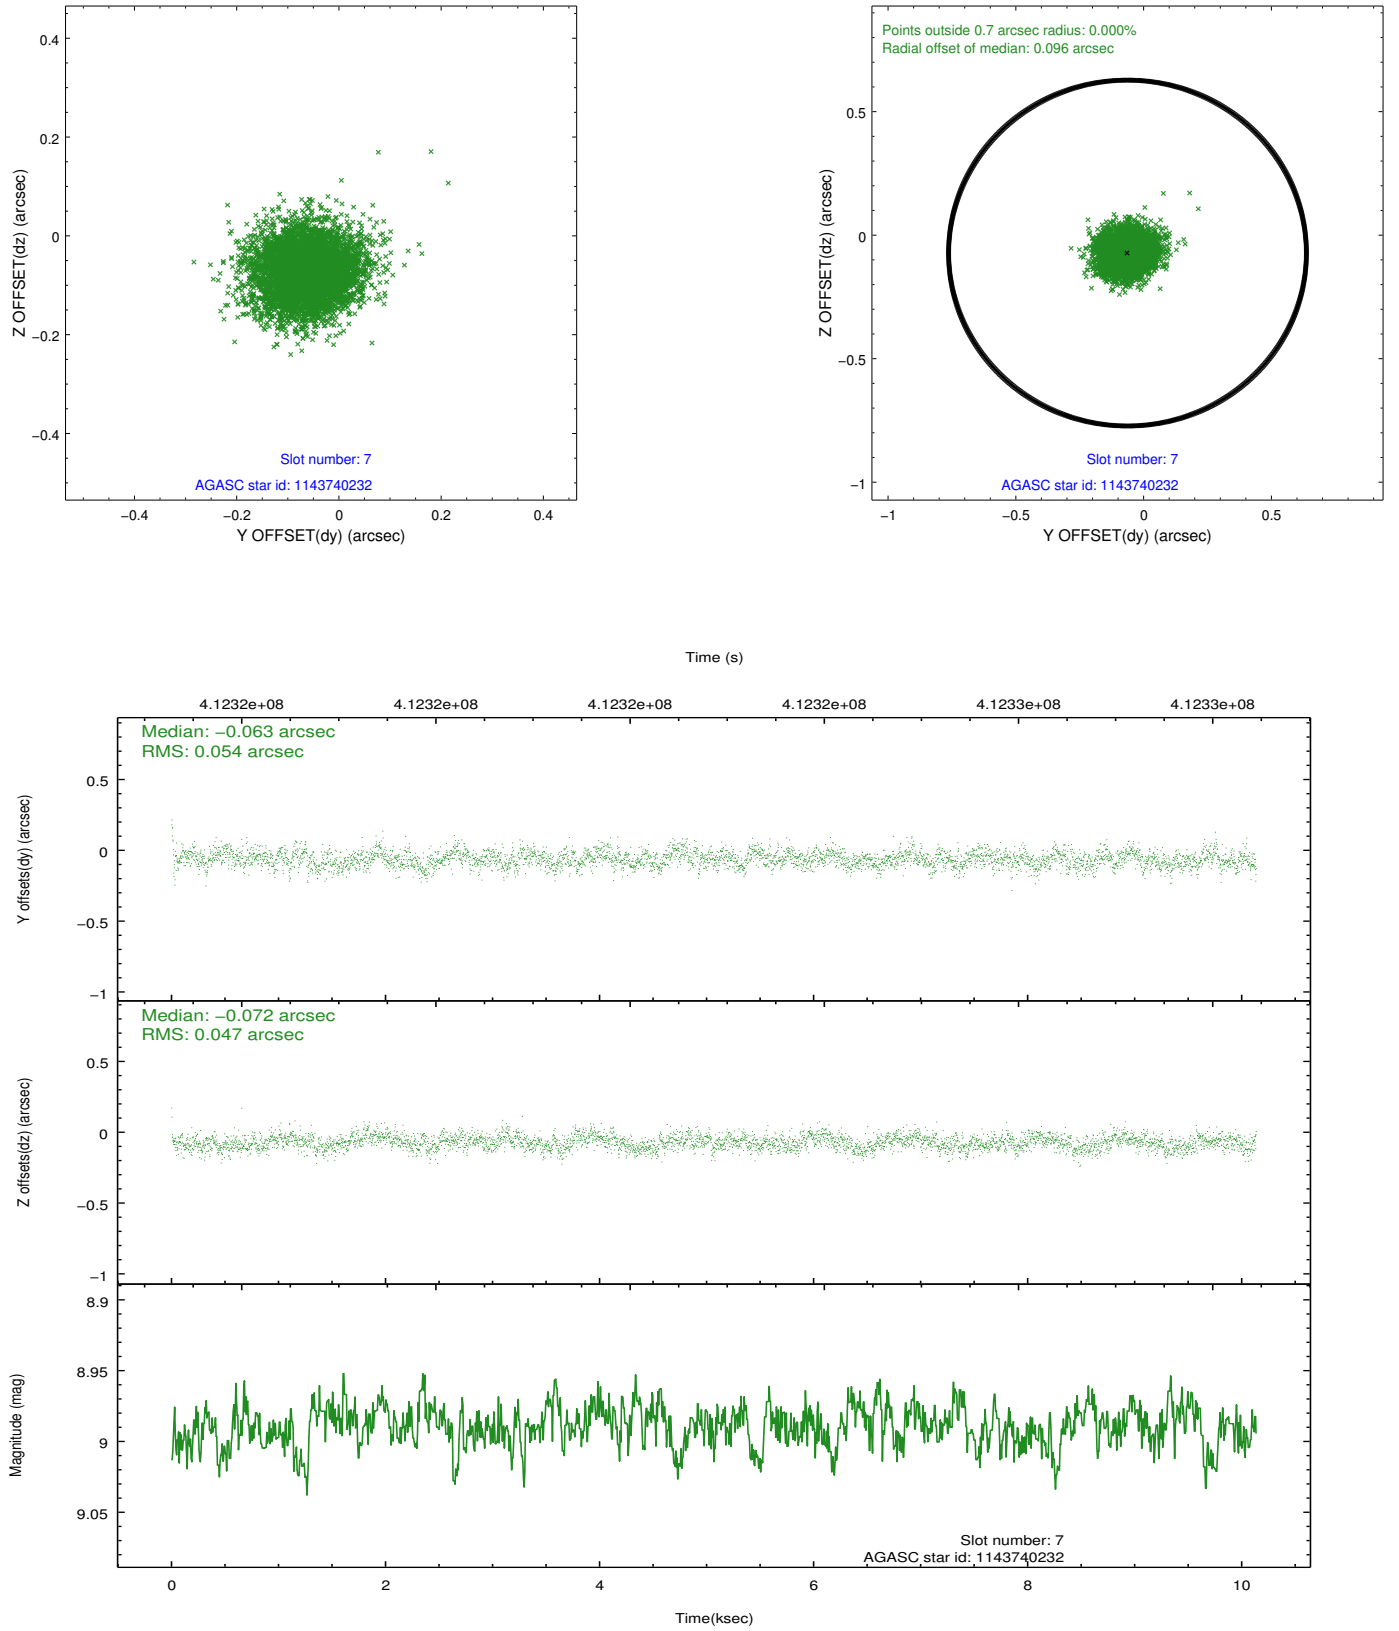 0.4
0.2
0
−0.2
−0.4
Z OFFSET(dz) (arcsec)
Slot number: 7
AGASC star id: 1143740232
−0.4
−0.2
0
0.2
0.4
Y OFFSET(dy) (arcsec)
Points outside 0.7 arcsec radius: 0.000%
Radial offset of median: 0.096 arcsec
0.5
0
−0.5
−1
Z OFFSET(dz) (arcsec)
Slot number: 7
AGASC star id: 1143740232
−1
−0.5
0
0.5
Y OFFSET(dy) (arcsec)
Time (s)
4.1232e+08
4.1232e+08
4.1232e+08
4.1232e+08
4.1233e+08
4.1233e+08
Median: −0.063 arcsec
RMS: 0.054 arcsec
0.5
0
−0.5
−1
Y offsets(dy) (arcsec)
Median: −0.072 arcsec
RMS: 0.047 arcsec
0.5
0
−0.5
−1
Z offsets(dz) (arcsec)
8.9
8.95
9
9.05
Magnitude (mag)
Slot number: 7
AGASC star id: 1143740232
0
2
4
6
8
10
Time(ksec)